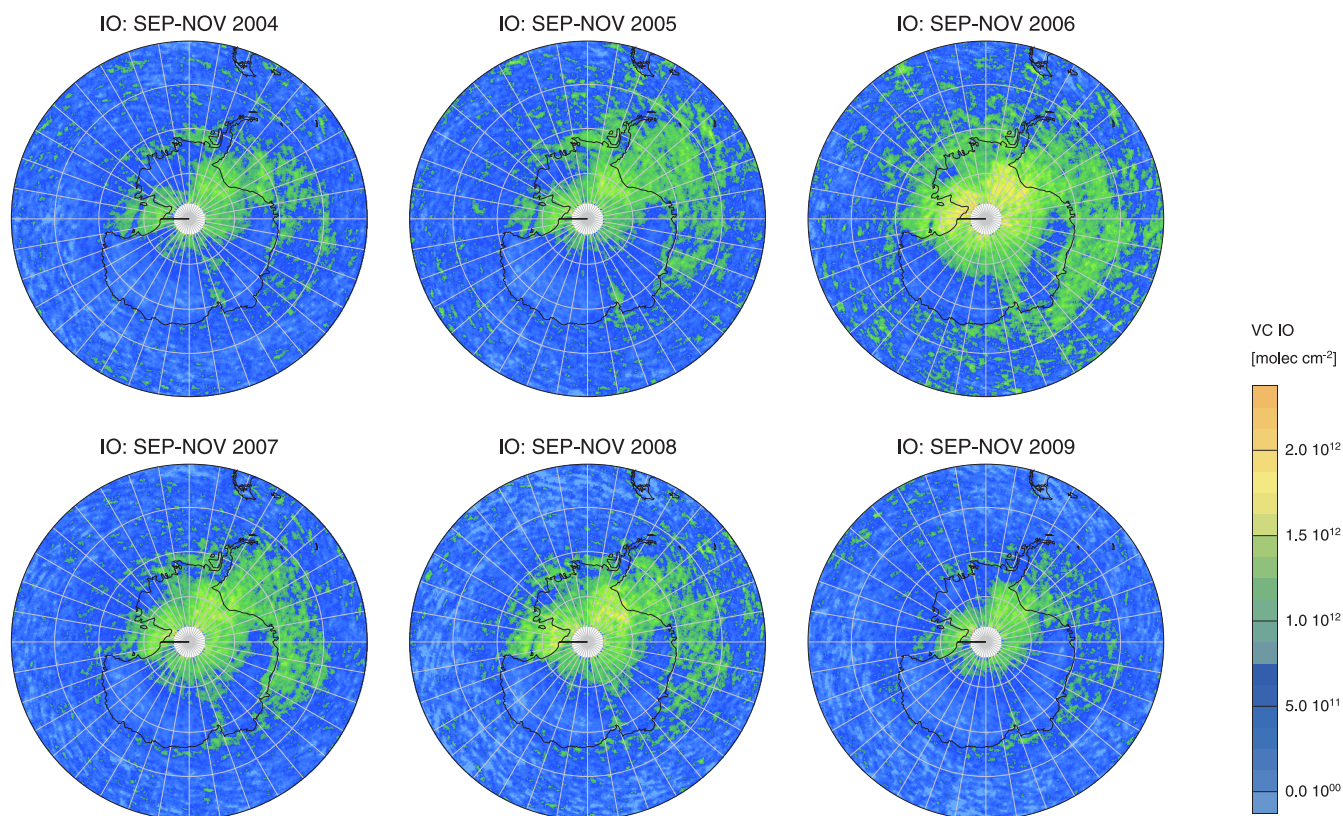 IO: SEP-NOV 2004
IO: SEP-NOV 2005
IO: SEP-NOV 2006
VC IO
[molec cm-2]
2.0 10¹²
1.5 10¹²
1.0 10¹²
5.0 10¹¹
0.0 10⁰⁰
IO: SEP-NOV 2007
IO: SEP-NOV 2008
IO: SEP-NOV 2009